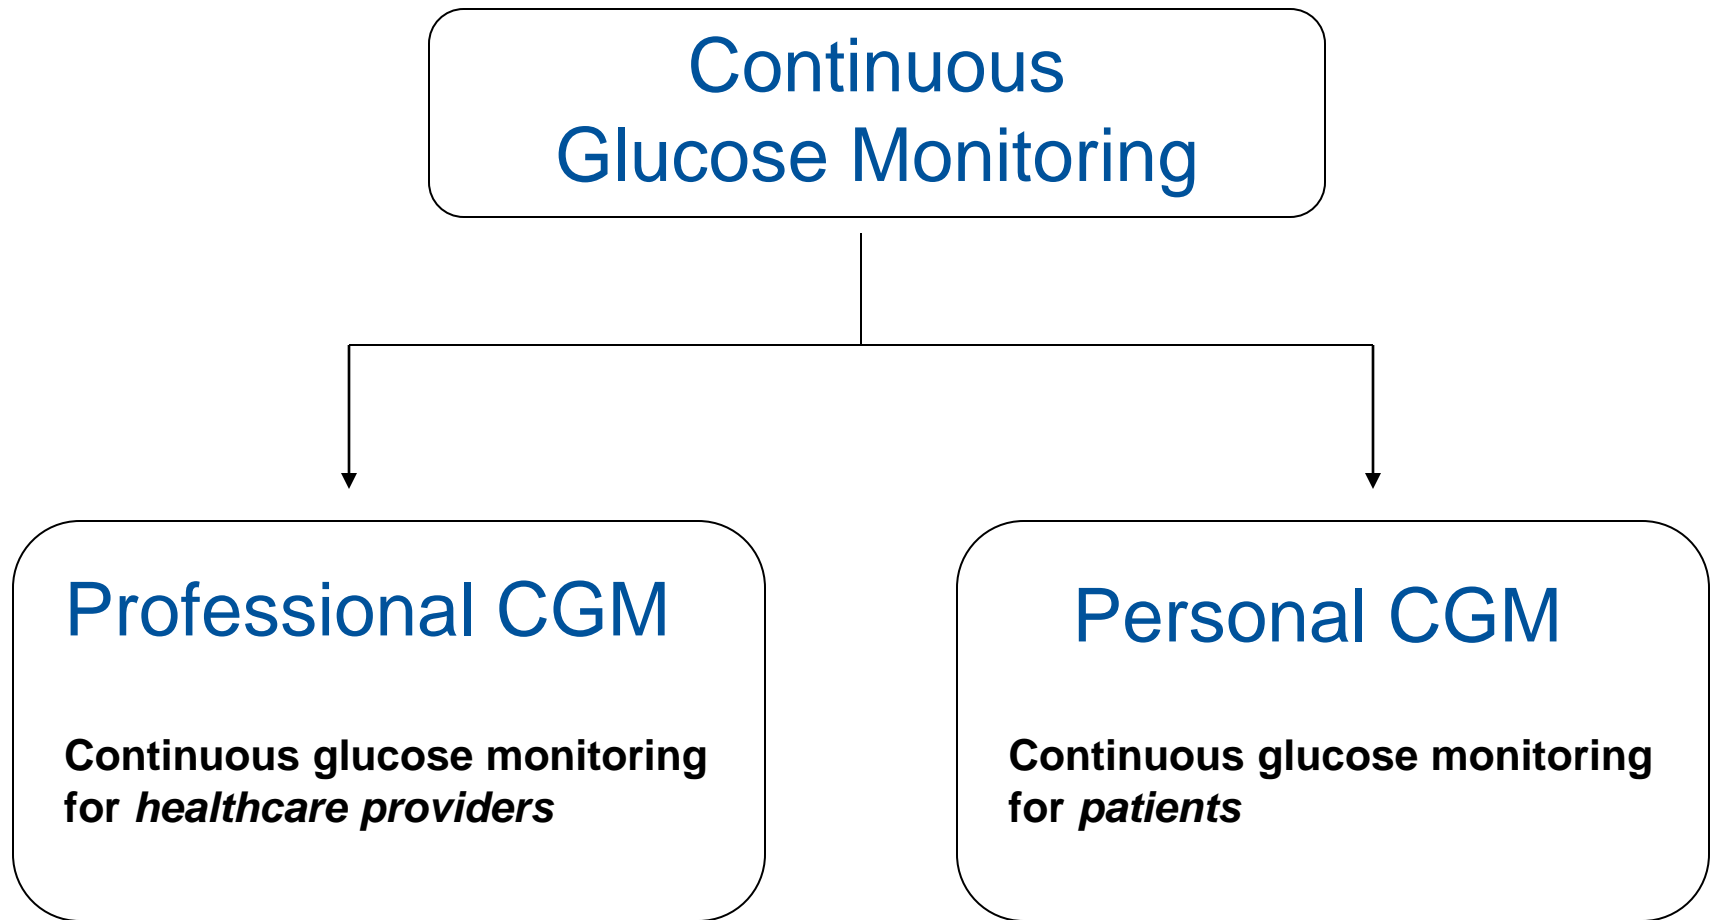 Continuous
Glucose Monitoring
Professional CGM
Continuous glucose monitoring
for healthcare providers
Personal CGM
Continuous glucose monitoring
for patients